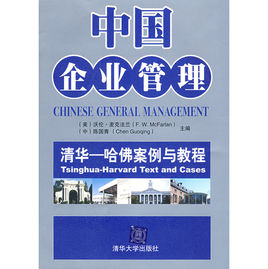 中国
企业管理
CHINESE GENERAL MANAGEMENT
（美）沃伦·麦克法兰（F. W. McFarlan）
（中）陈国青（Chen Guoqing）
主编
清华—哈佛案例与教程
Tsinghua-Harvard Text and Cases
清华大学出版社